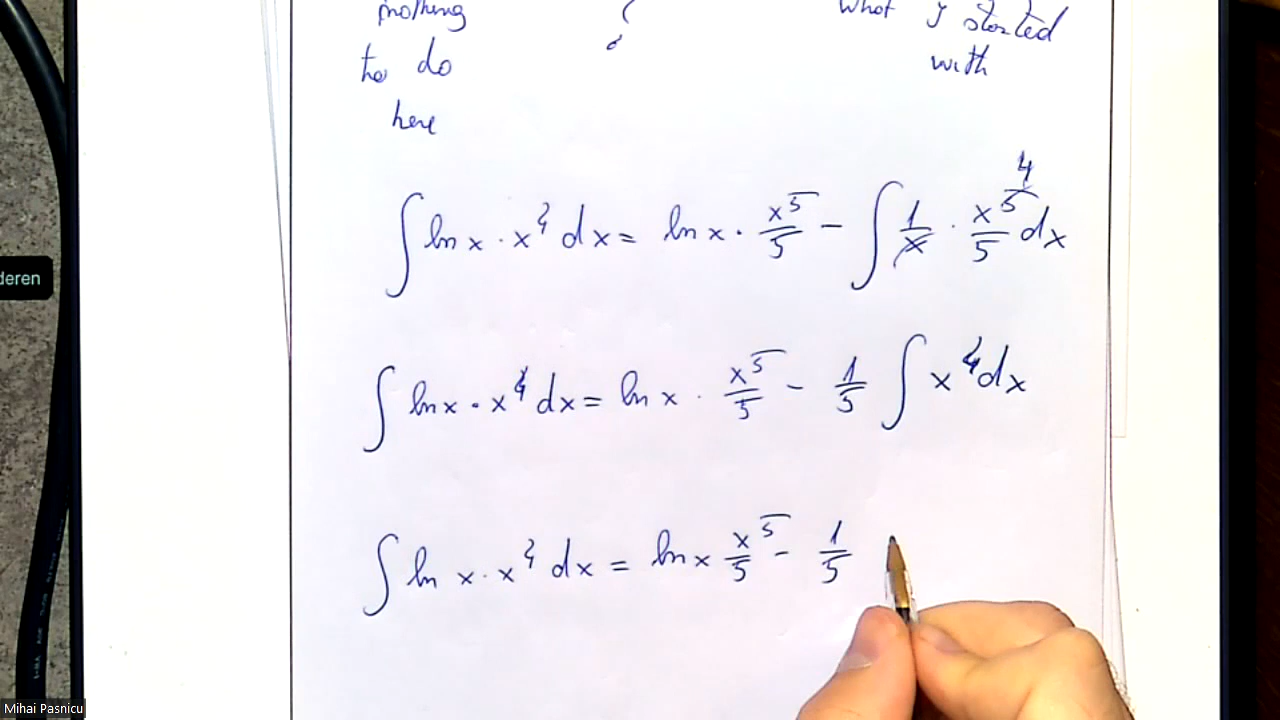 nothing
what I started
to do
with
here
∫ ln x · x⁴ dx = ln x · x⁵/5 − ∫ 1/x · x⁵/5 dx 4
∫ ln x · x⁴ dx = ln x · x⁵/5 − 1/5 ∫ x⁴ dx
∫ ln x · x⁴ dx = ln x x⁵/5 − 1/5
deren
Mihai Pasnicu